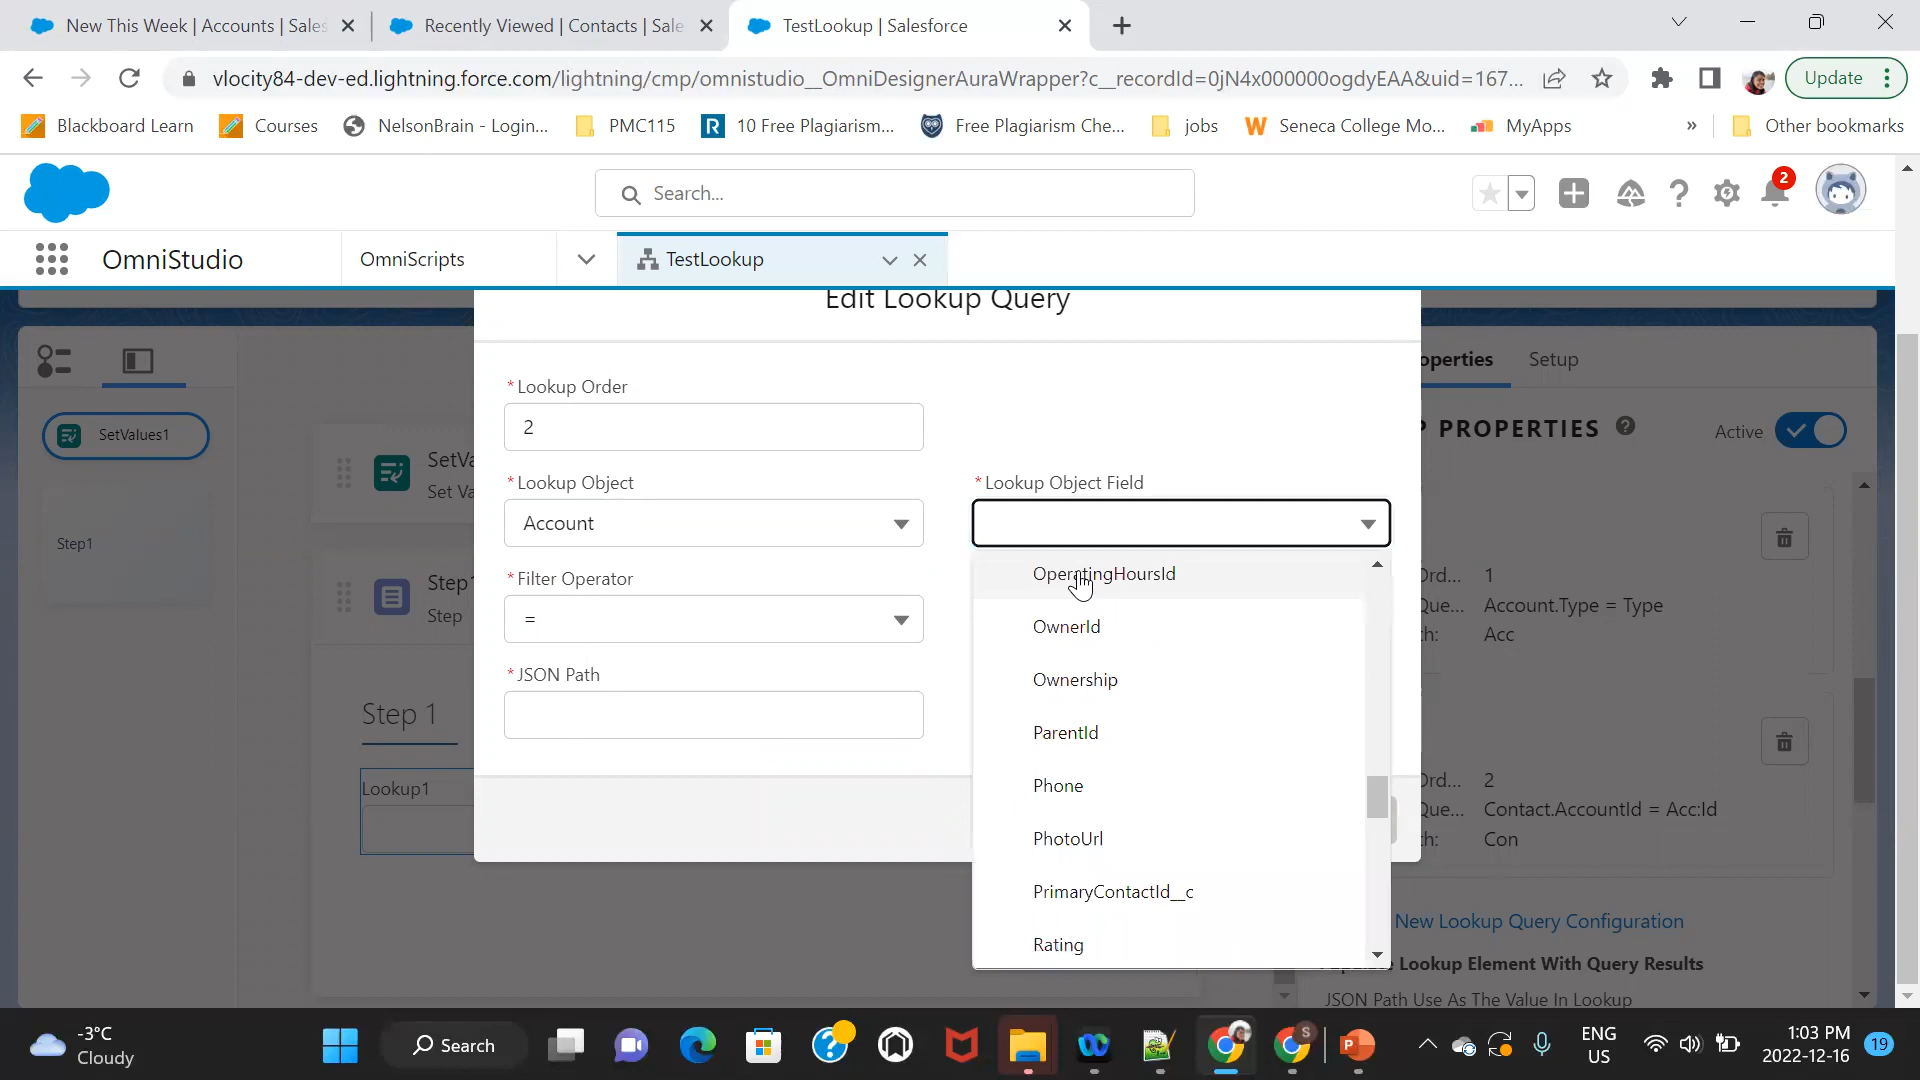 New This Week | Accounts | Sales
Recently Viewed | Contacts | Sale
TestLookup | Salesforce
vlocity84-dev-ed.lightning.force.com/lightning/cmp/omnistudio__OmniDesignerAuraWrapper?c__recordId=0jN4x000000ogdyEAA&uid=167...
Update
Blackboard Learn
Courses
NelsonBrain - Login...
PMC115
R 10 Free Plagiarism...
Free Plagiarism Che...
jobs
W Seneca College Mo...
MyApps
»
Other bookmarks
Search...
2
OmniStudio
OmniScripts
TestLookup
Edit Lookup Query
operties
Setup
*Lookup Order
2
SetValues1
PROPERTIES
Active
SetVa
Set Va
*Lookup Object
*Lookup Object Field
Account
Step1
*Filter Operator
=
Step1
Step
OperatingHoursId
OwnerId
Ownership
ParentId
Phone
PhotoUrl
PrimaryContactId__c
Rating
Ord... 1
Que... Account.Type = Type
th: Acc
*JSON Path
Step 1
Lookup1
Ord... 2
Que... Contact.AccountId = Acc:Id
th: Con
New Lookup Query Configuration
Lookup Element With Query Results
JSON Path Use As The Value In Lookup
-3°C
Cloudy
Search
S
ENG
US
1:03 PM
2022-12-16
19